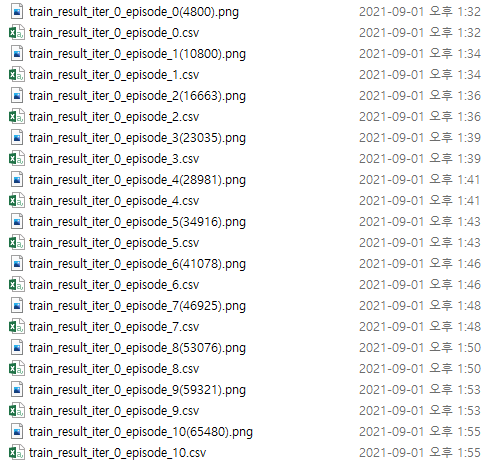 train_result_iter_0_episode_0(4800).png 2021-09-01 오후 1:32
train_result_iter_0_episode_0.csv 2021-09-01 오후 1:32
train_result_iter_0_episode_1(10800).png 2021-09-01 오후 1:34
train_result_iter_0_episode_1.csv 2021-09-01 오후 1:34
train_result_iter_0_episode_2(16663).png 2021-09-01 오후 1:36
train_result_iter_0_episode_2.csv 2021-09-01 오후 1:36
train_result_iter_0_episode_3(23035).png 2021-09-01 오후 1:39
train_result_iter_0_episode_3.csv 2021-09-01 오후 1:39
train_result_iter_0_episode_4(28981).png 2021-09-01 오후 1:41
train_result_iter_0_episode_4.csv 2021-09-01 오후 1:41
train_result_iter_0_episode_5(34916).png 2021-09-01 오후 1:43
train_result_iter_0_episode_5.csv 2021-09-01 오후 1:43
train_result_iter_0_episode_6(41078).png 2021-09-01 오후 1:46
train_result_iter_0_episode_6.csv 2021-09-01 오후 1:46
train_result_iter_0_episode_7(46925).png 2021-09-01 오후 1:48
train_result_iter_0_episode_7.csv 2021-09-01 오후 1:48
train_result_iter_0_episode_8(53076).png 2021-09-01 오후 1:50
train_result_iter_0_episode_8.csv 2021-09-01 오후 1:50
train_result_iter_0_episode_9(59321).png 2021-09-01 오후 1:53
train_result_iter_0_episode_9.csv 2021-09-01 오후 1:53
train_result_iter_0_episode_10(65480).png 2021-09-01 오후 1:55
train_result_iter_0_episode_10.csv 2021-09-01 오후 1:55